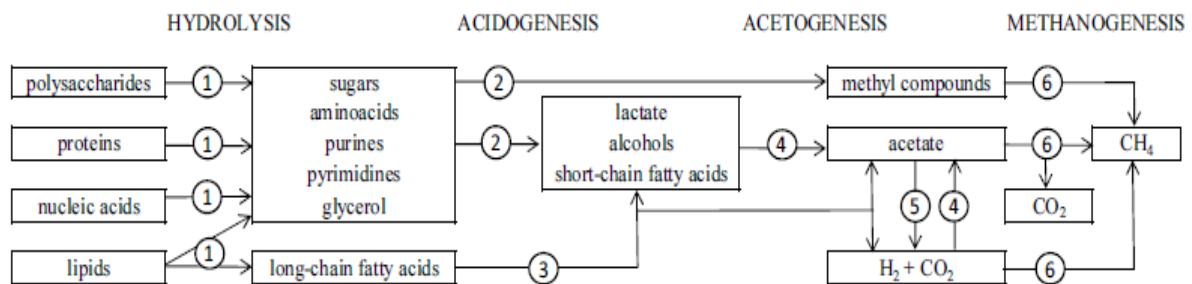 HYDROLYSIS ACIDOGENESIS ACETOGENESIS METHANOGENESIS
polysaccharides 1 sugars 2 methyl compounds 6
aminoacids lactate
proteins 1 purines 2 alcohols 4 acetate 6 CH4
pyrimidines short-chain fatty acids
nucleic acids 1 glycerol 5 4 CO2
lipids 1 long-chain fatty acids 3 H2 + CO2 6